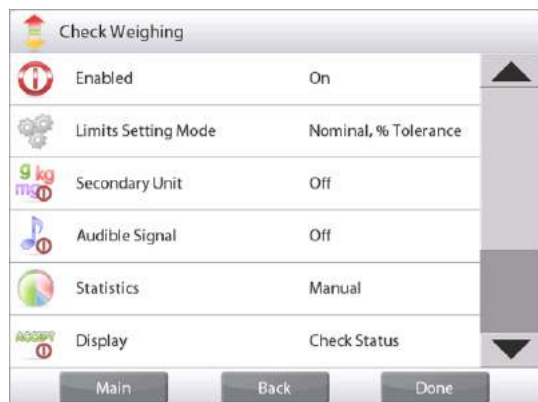 Check Weighing
Enabled On
Limits Setting Mode Nominal, % Tolerance
g kg
mg
Secondary Unit Off
Audible Signal Off
Statistics Manual
ACCEPT
Display Check Status
Main Back Done